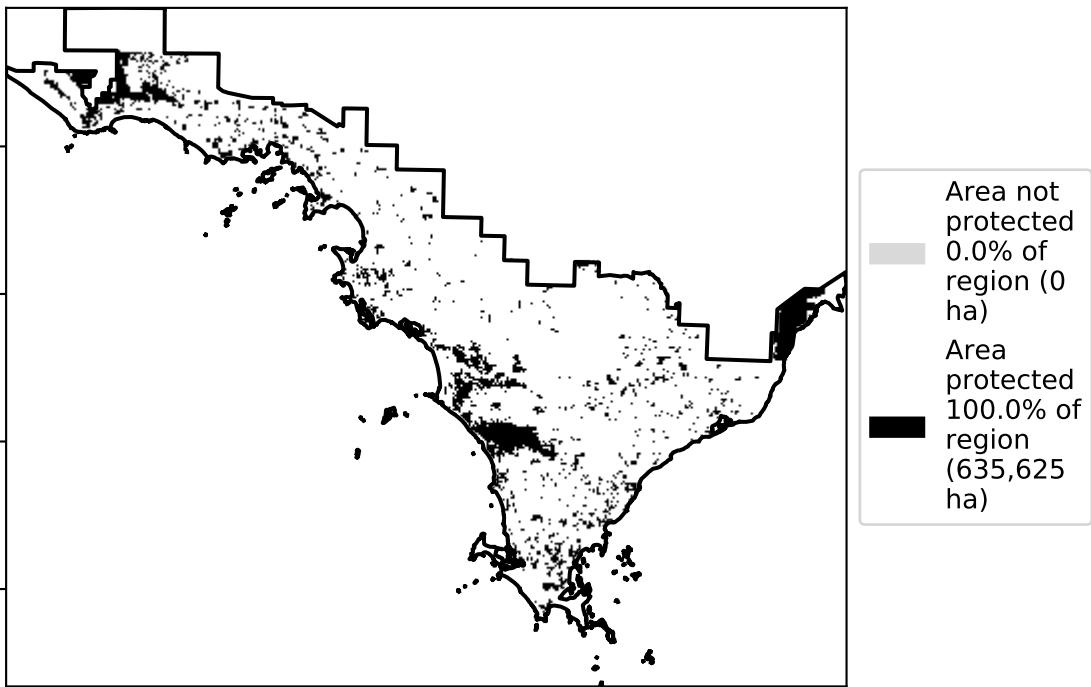 Area not
protected
0.0% of
region (0
ha)
Area
protected
100.0% of
region
(635,625
ha)